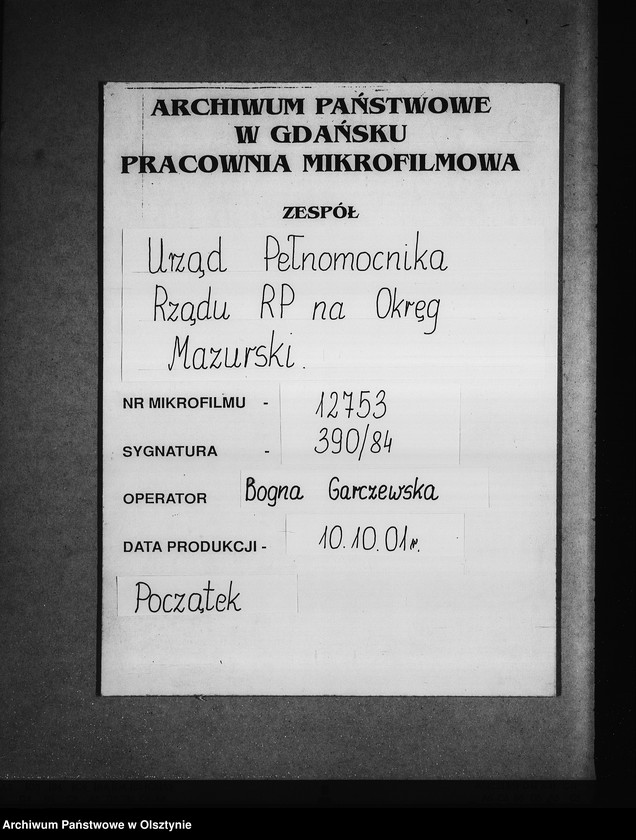 ARCHIWUM PAŃSTWOWE
W GDAŃSKU
PRACOWNIA MIKROFILMOWA
ZESPÓŁ
Urząd Pełnomocnika
Rządu RP na Okręg
Mazurski.
NR MIKROFILMU - 12753
SYGNATURA - 390/84
OPERATOR Bogna Garczewska
DATA PRODUKCJI - 10.10.01r.
Początek
Archiwum Państwowe w Olsztynie